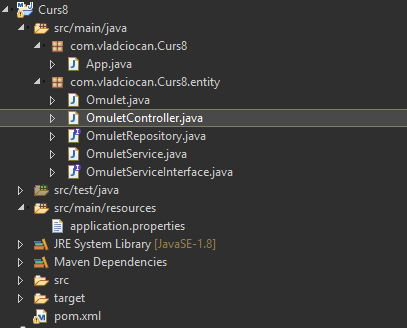 Curs8
src/main/java
com.vladciocan.Curs8
App.java
com.vladciocan.Curs8.entity
Omulet.java
OmuletController.java
OmuletRepository.java
OmuletService.java
OmuletServiceInterface.java
src/test/java
src/main/resources
application.properties
JRE System Library [JavaSE-1.8]
Maven Dependencies
src
target
pom.xml